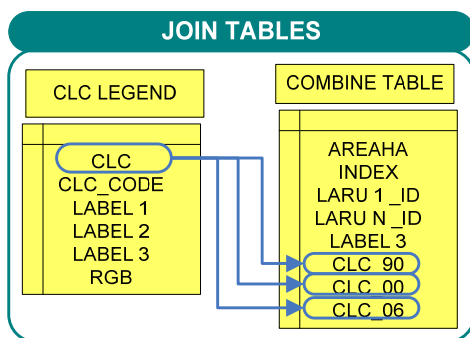 JOIN TABLES
CLC LEGEND
CLC
CLC_CODE
LABEL 1
LABEL 2
LABEL 3
RGB
COMBINE TABLE
AREAHA
INDEX
LARU 1 _ID
LARU N _ID
LABEL 3
CLC_90
CLC_00
CLC_06